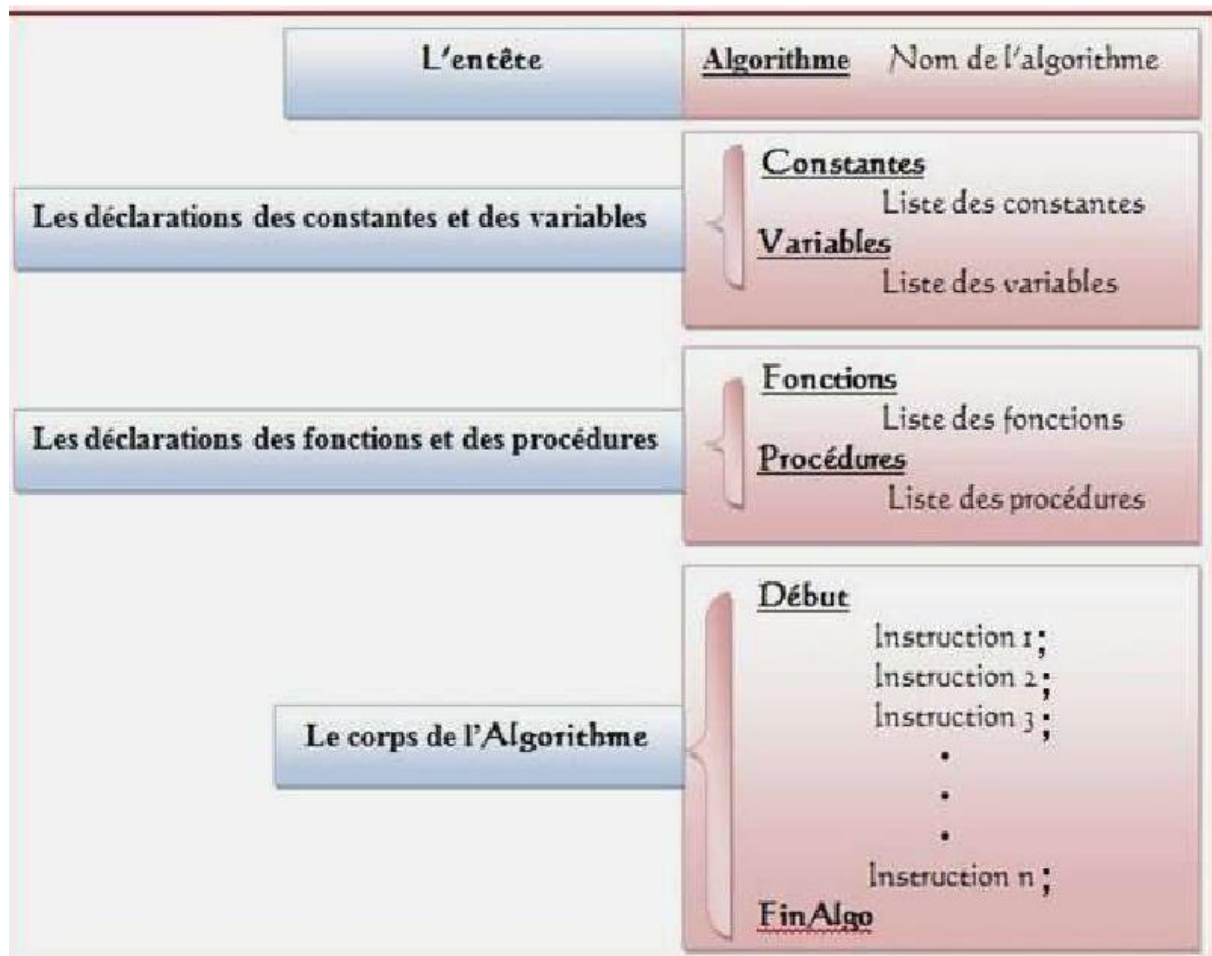 L'entête
Algorithme Nom de l'algorithme
Les déclarations des constantes et des variables
Constantes
Liste des constantes
Variables
Liste des variables
Les déclarations des fonctions et des procédures
Fonctions
Liste des fonctions
Procédures
Liste des procédures
Le corps de l'Algorithme
Début
Instruction 1;
Instruction 2;
Instruction 3;
.
.
.
Instruction n;
FinAlgo